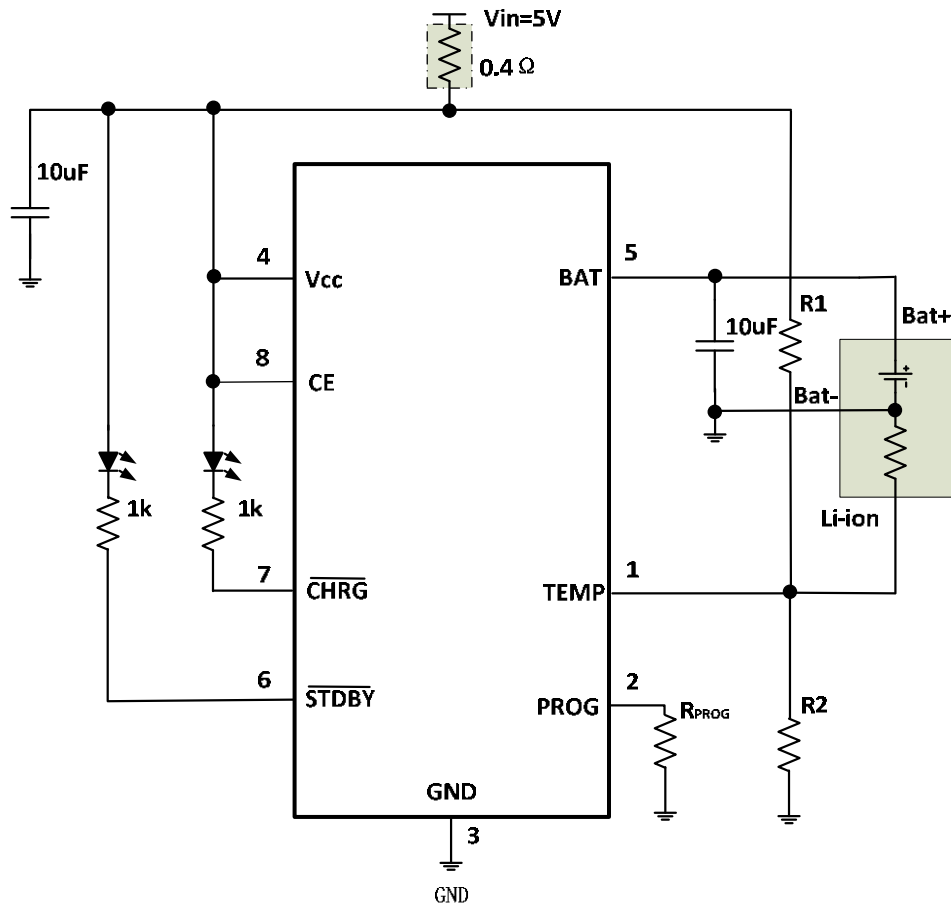 Vin=5V
0.4 Ω
10uF
4
Vcc
5
BAT
R1
10uF
Bat+
8
CE
+
Bat-
1k
1k
Li-ion
7
CHRG
TEMP
1
6
STDBY
2
PROG
RPROG
R2
GND
3
GND